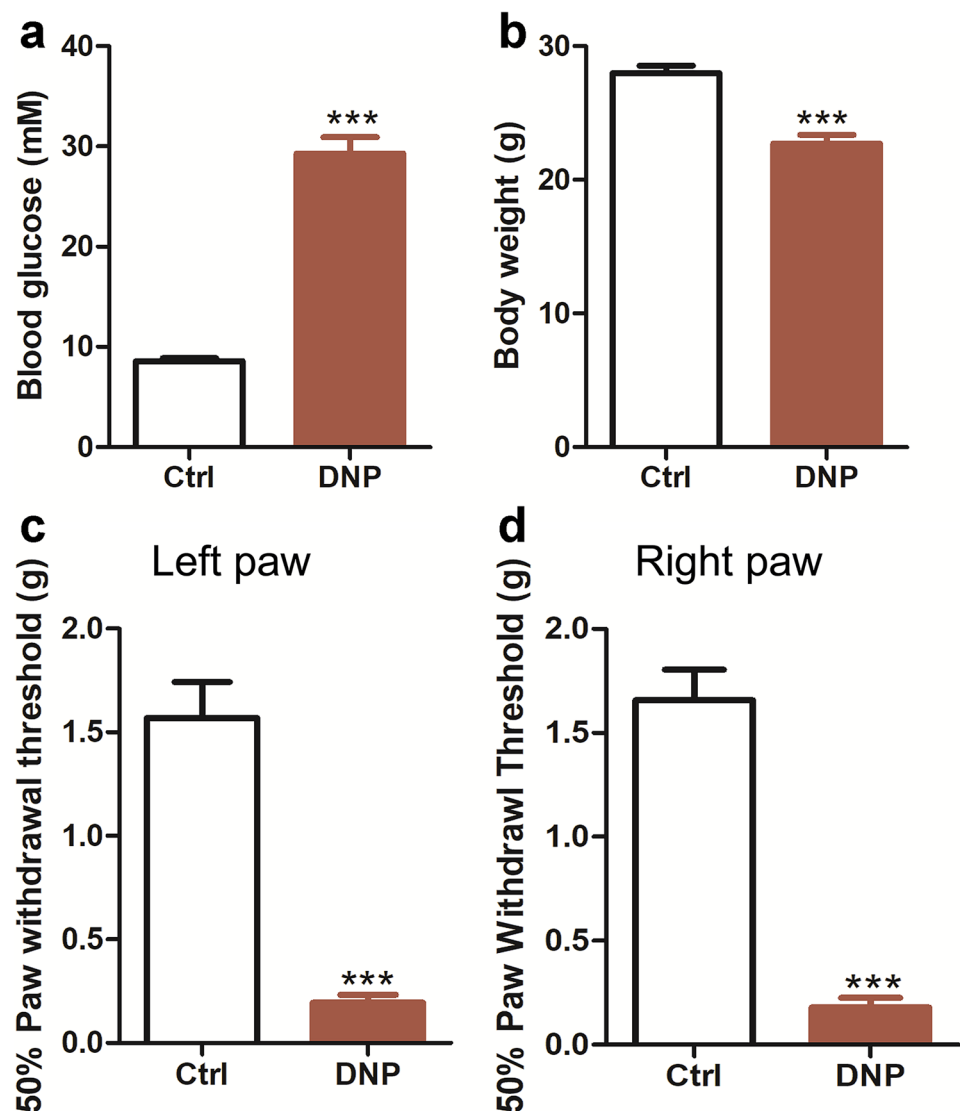 a
Blood glucose (mM)
40
30
20
10
0
***
Ctrl
DNP
b
Body weight (g)
30
20
10
0
***
Ctrl
DNP
c
Left paw
50% Paw withdrawal threshold (g)
2.0
1.5
1.0
0.5
0.0
***
Ctrl
DNP
d
Right paw
50% Paw Withdrawl Threshold (g)
2.0
1.5
1.0
0.5
0.0
***
Ctrl
DNP